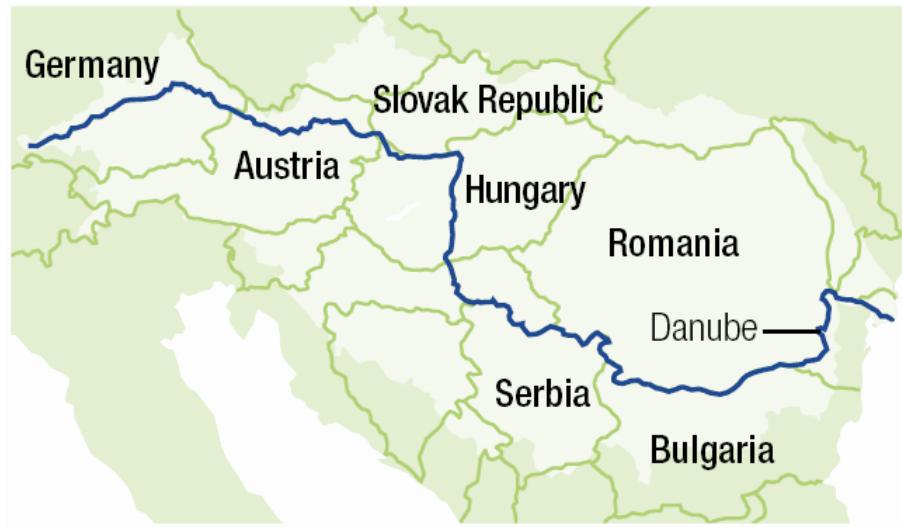 Germany
Slovak Republic
Austria
Hungary
Romania
Danube
Serbia
Bulgaria